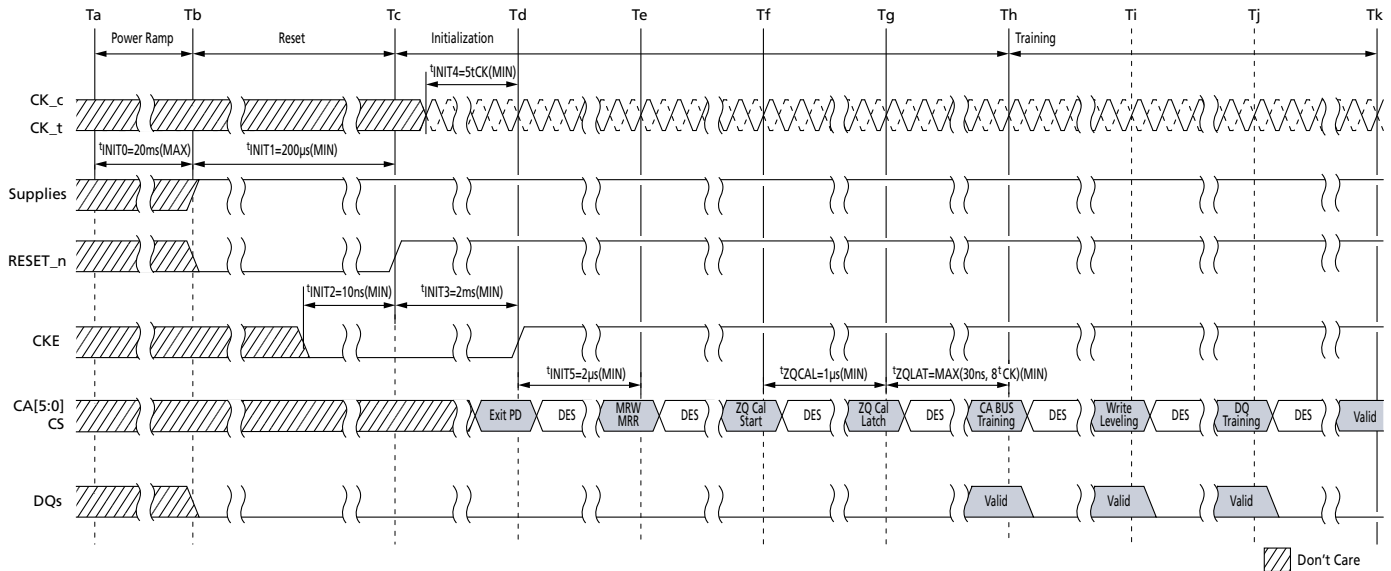 Ta Tb Tc Td Te Tf Tg Th Ti Tj Tk
Power Ramp Reset Initialization Training
tINIT4=5tCK(MIN)
CK_c
CK_t
tINIT0=20ms(MAX) tINIT1=200µs(MIN)
Supplies
RESET_n
tINIT2=10ns(MIN) tINIT3=2ms(MIN)
CKE
tINIT5=2µs(MIN) tZQCAL=1µs(MIN) tZQLAT=MAX(30ns, 8tCK)(MIN)
CA[5:0]
CS
Exit PD DES
MRW
MRR
DES
ZQ Cal
Start
DES
ZQ Cal
Latch
DES
CA BUS
Training
DES
Write
Leveling
DES
DQ
Training
DES Valid
DQs Valid Valid Valid
Don't Care